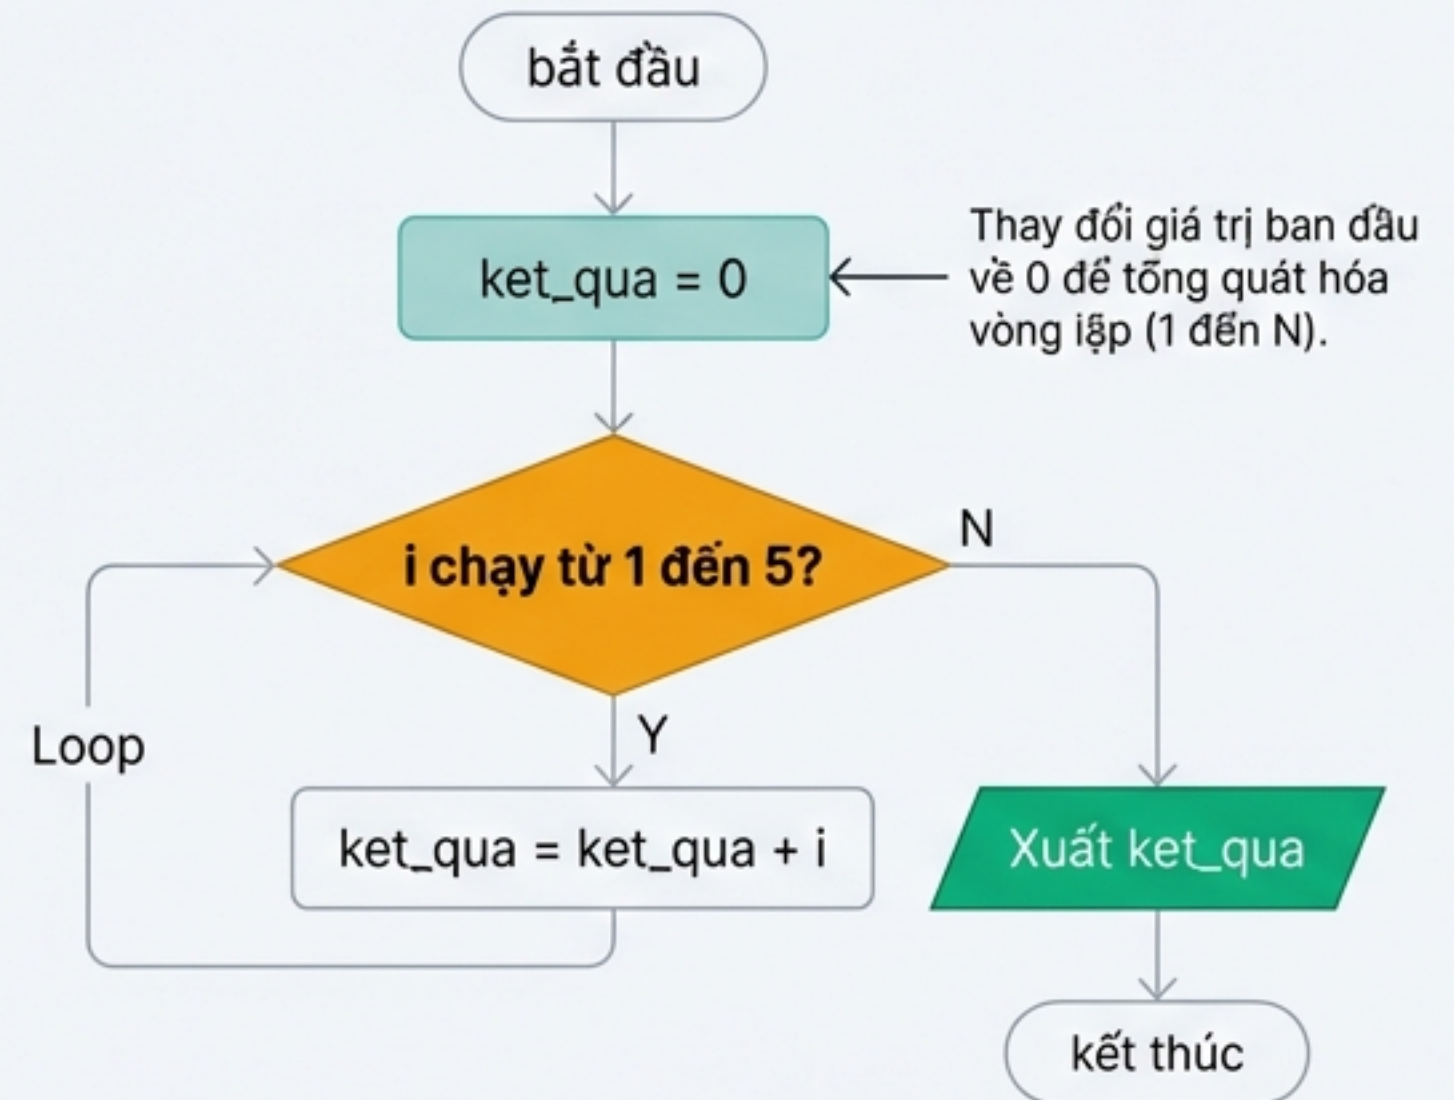 bắt đầu
ket_qua = 0
Thay đổi giá trị ban đầu
về 0 để tổng quát hóa
vòng iặp (1 đến N).
i chạy từ 1 đến 5?
N
Y
Loop
ket_qua = ket_qua + i
Xuất ket_qua
kết thúc